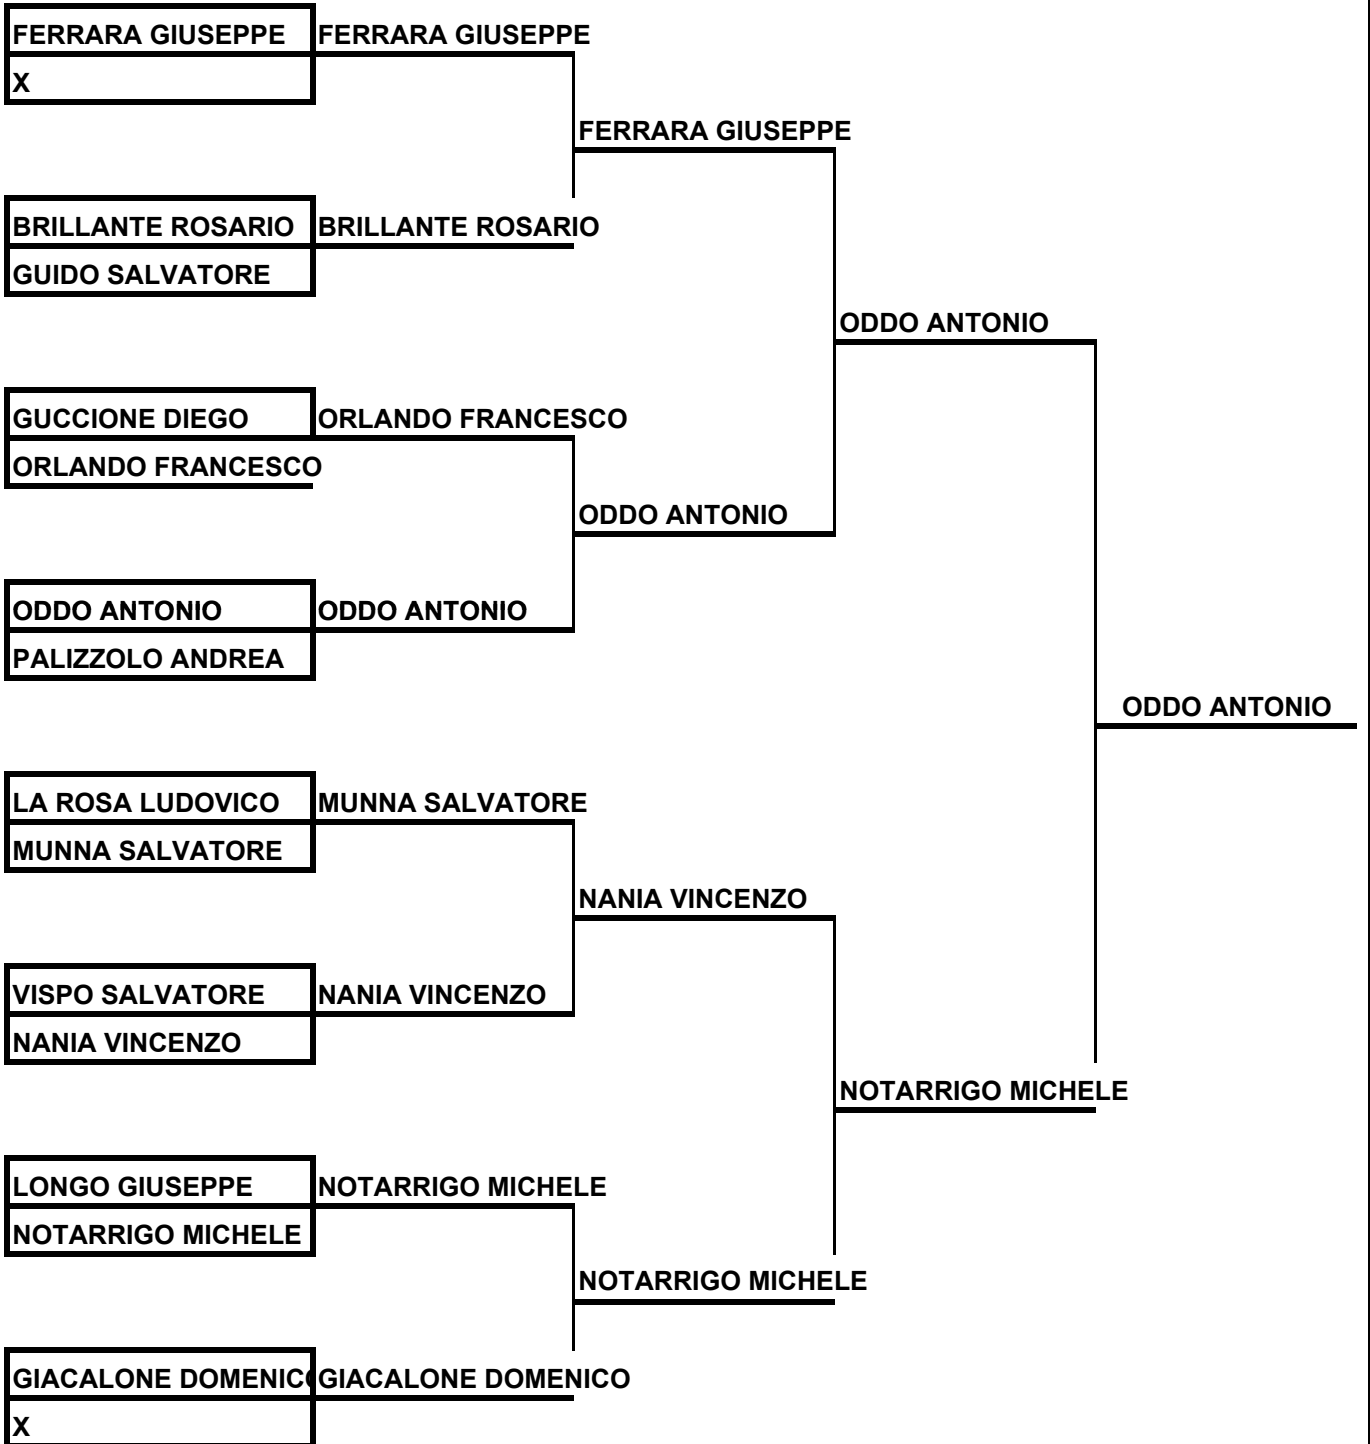 FERRARA GIUSEPPE FERRARA GIUSEPPE
X
FERRARA GIUSEPPE
BRILLANTE ROSARIO BRILLANTE ROSARIO
GUIDO SALVATORE
ODDO ANTONIO
GUCCIONE DIEGO ORLANDO FRANCESCO
ORLANDO FRANCESCO
ODDO ANTONIO
ODDO ANTONIO ODDO ANTONIO
PALIZZOLO ANDREA
ODDO ANTONIO
LA ROSA LUDOVICO MUNNA SALVATORE
MUNNA SALVATORE
NANIA VINCENZO
VISPO SALVATORE NANIA VINCENZO
NANIA VINCENZO
NOTARRIGO MICHELE
LONGO GIUSEPPE NOTARRIGO MICHELE
NOTARRIGO MICHELE
NOTARRIGO MICHELE
GIACALONE DOMENICO GIACALONE DOMENICO
X